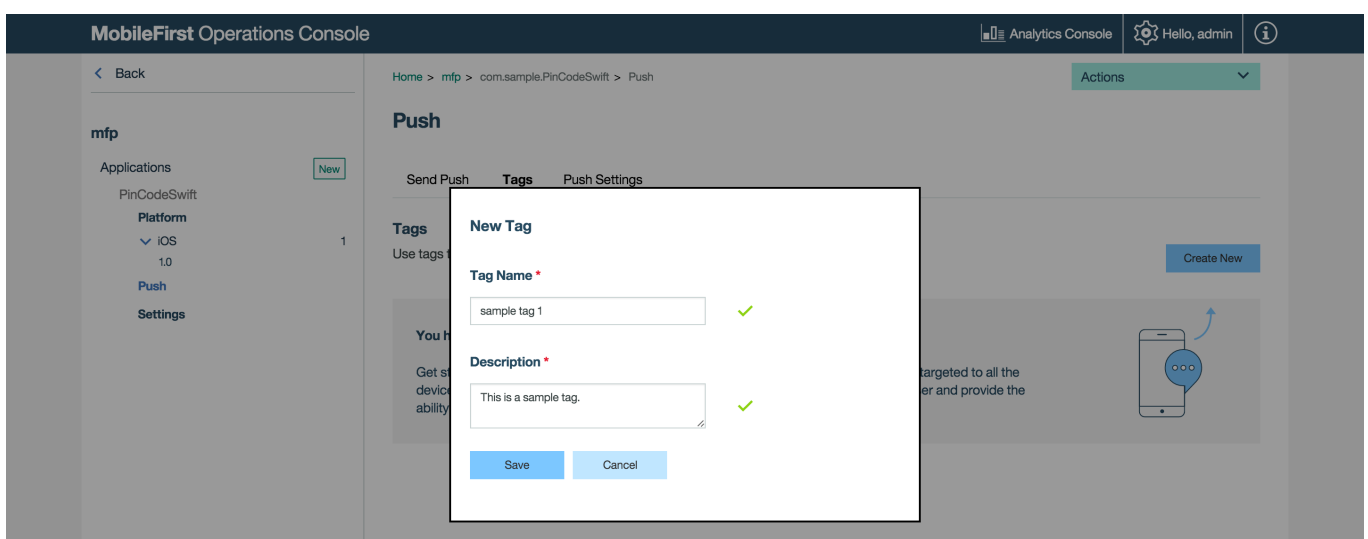 MobileFirst Operations Console
Analytics Console
Hello, admin
Back
Home > mfp > com.sample.PinCodeSwift > Push
Actions
mfp
Push
Applications
New
PinCodeSwift
Platform
iOS
1
1.0
Push
Settings
Send Push Tags Push Settings
Tags
Use tags
Create New
You
Get
targeted to all the
and provide the
ability
New Tag
Tag Name *
sample tag 1
Description *
This is a sample tag.
Save Cancel